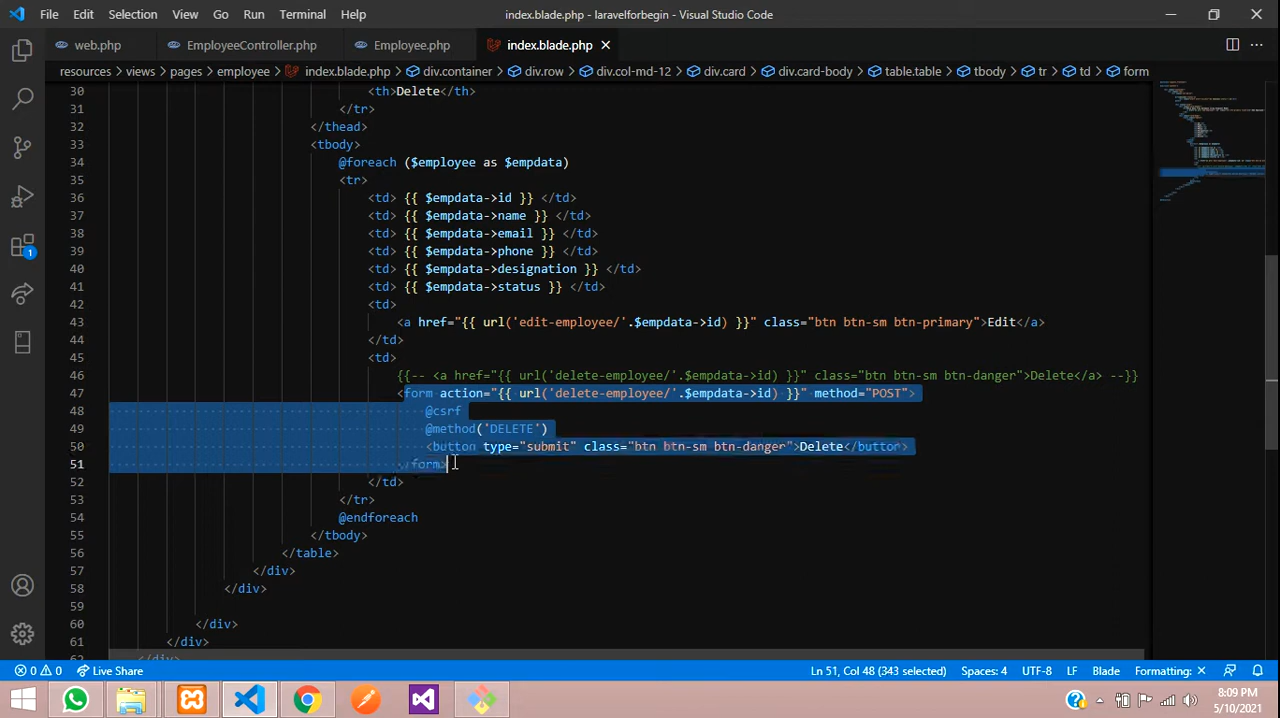 File Edit Selection View Go Run Terminal Help index.blade.php - laravelforbegin - Visual Studio Code
web.php EmployeeController.php Employee.php index.blade.php
resources > views > pages > employee > index.blade.php > div.container > div.row > div.col-md-12 > div.card > div.card-body > table.table > tbody > tr > td > form
30 <th>Delete</th>
31 </tr>
32 </thead>
33 <tbody>
34 @foreach ($employee as $empdata)
35 <tr>
36 <td> {{ $empdata->id }} </td>
37 <td> {{ $empdata->name }} </td>
38 <td> {{ $empdata->email }} </td>
39 <td> {{ $empdata->phone }} </td>
40 <td> {{ $empdata->designation }} </td>
41 <td> {{ $empdata->status }} </td>
42 <td>
43 <a href="{{ url('edit-employee/'.$empdata->id) }}" class="btn btn-sm btn-primary">Edit</a>
44 </td>
45 <td>
46 {{-- <a href="{{ url('delete-employee/'.$empdata->id) }}" class="btn btn-sm btn-danger">Delete</a> --}}
47 <form action="{{ url('delete-employee/'.$empdata->id) }}" method="POST">
48 @csrf
49 @method('DELETE')
50 <button type="submit" class="btn btn-sm btn-danger">Delete</button>
51 </form>
52 </td>
53 </tr>
54 @endforeach
55 </tbody>
56 </table>
57 </div>
58 </div>
59
60 </div>
61 </div>
62 </div>
1
0 0 Live Share Ln 51, Col 48 (343 selected) Spaces: 4 UTF-8 LF Blade Formatting: ×
8:09 PM
5/10/2021